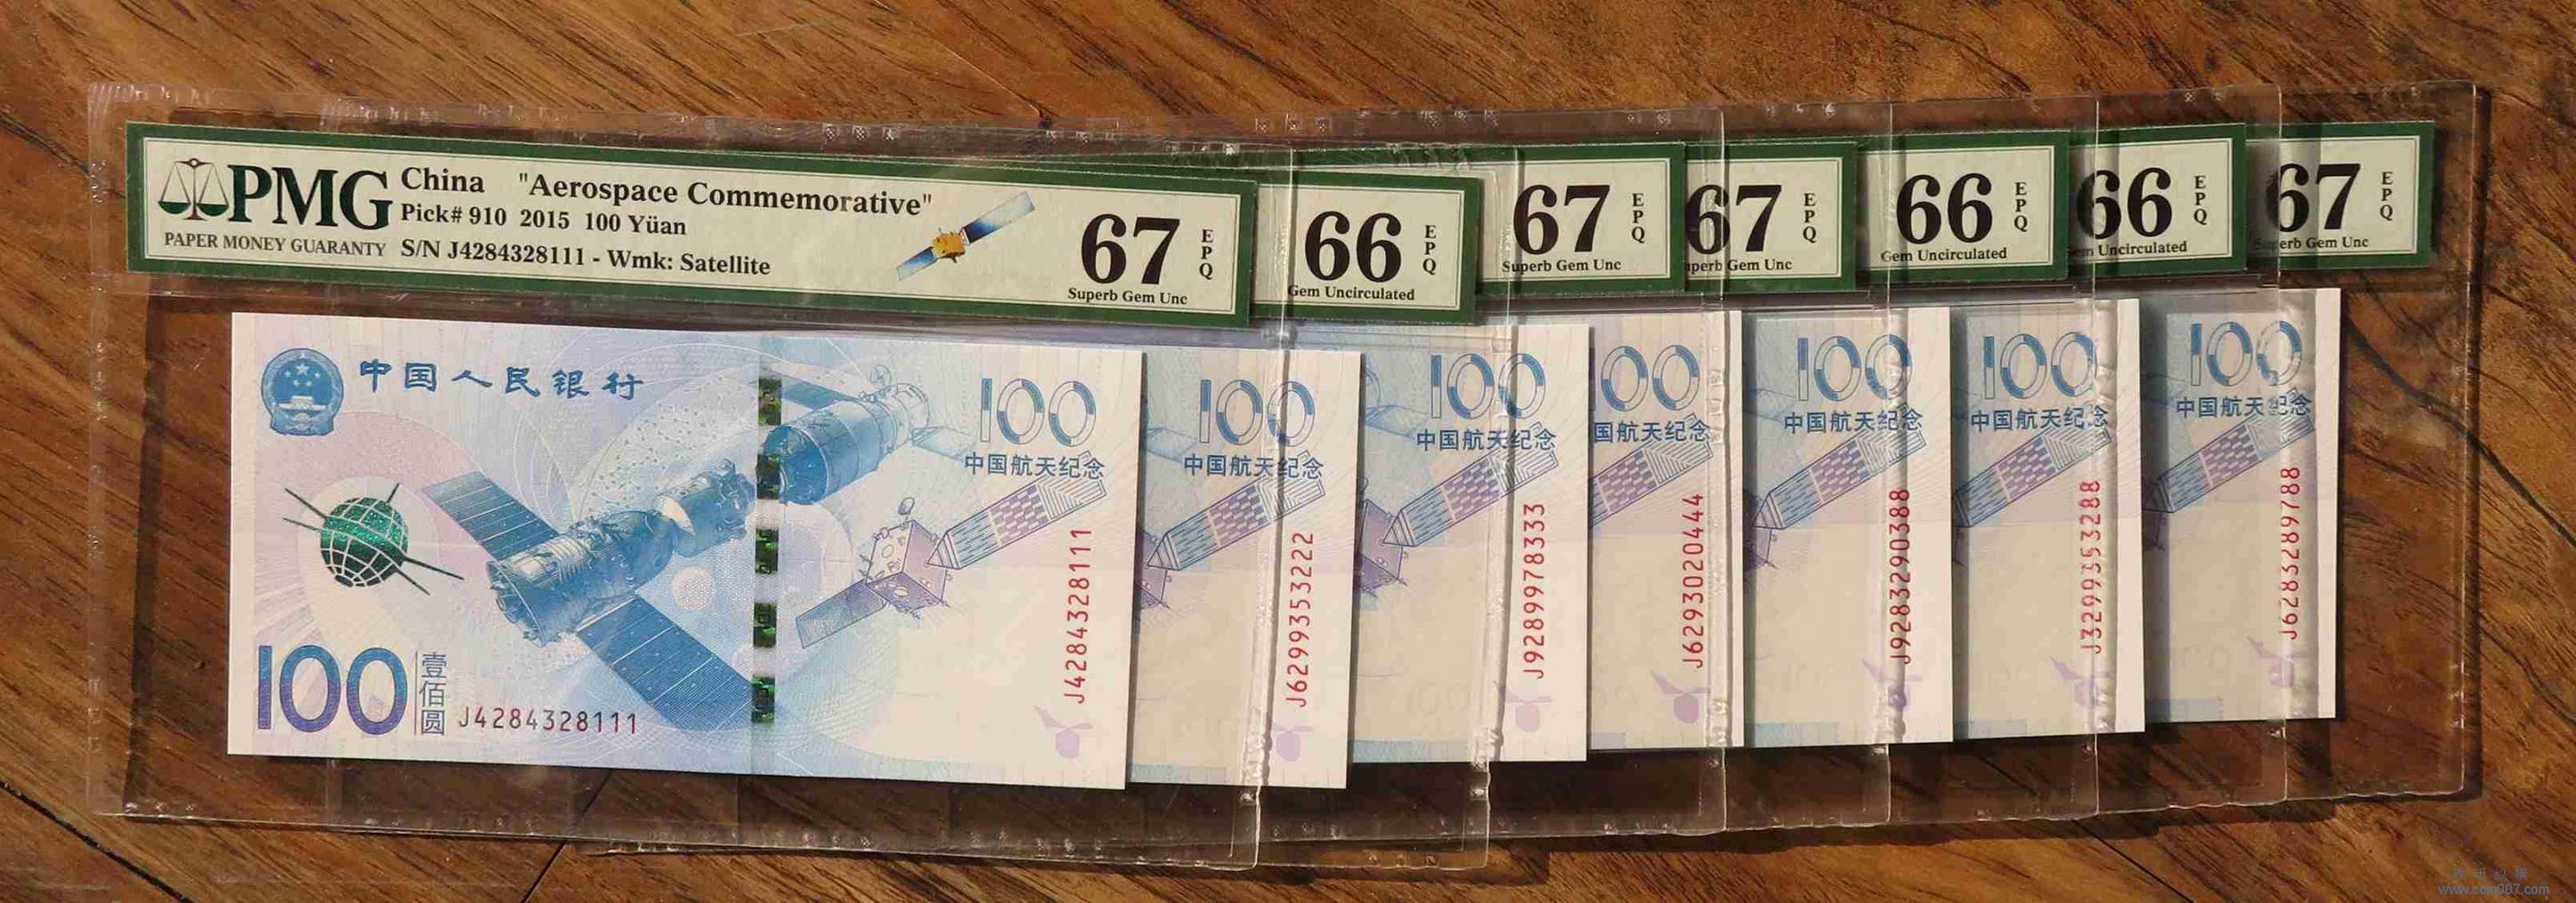 PMG
PAPER MONEY GUARANTY
China "Aerospace Commemorative"
Pick# 910 2015 100 Yüan
S/N J4284328111 - Wmk: Satellite
67 EPQ
Superb Gem Unc
66 EPQ
Gem Uncirculated
67 EPQ
Superb Gem Unc
67 EPQ
perb Gem Unc
66 EPQ
Gem Uncirculated
66 EPQ
Uncirculated
67 EPQ
Superb Gem Unc
中国人民银行
100
中国航天纪念
J4284328111
100
壹佰圆
J4284328111
100
中国航天纪念
J6299353222
100
中国航天纪念
J9289978333
100
国航天纪念
J6293020444
100
中国航天纪念
J9283290388
100
中国航天纪念
J3299353288
100
中国航天纪念
J6283289788
www.coin007.com